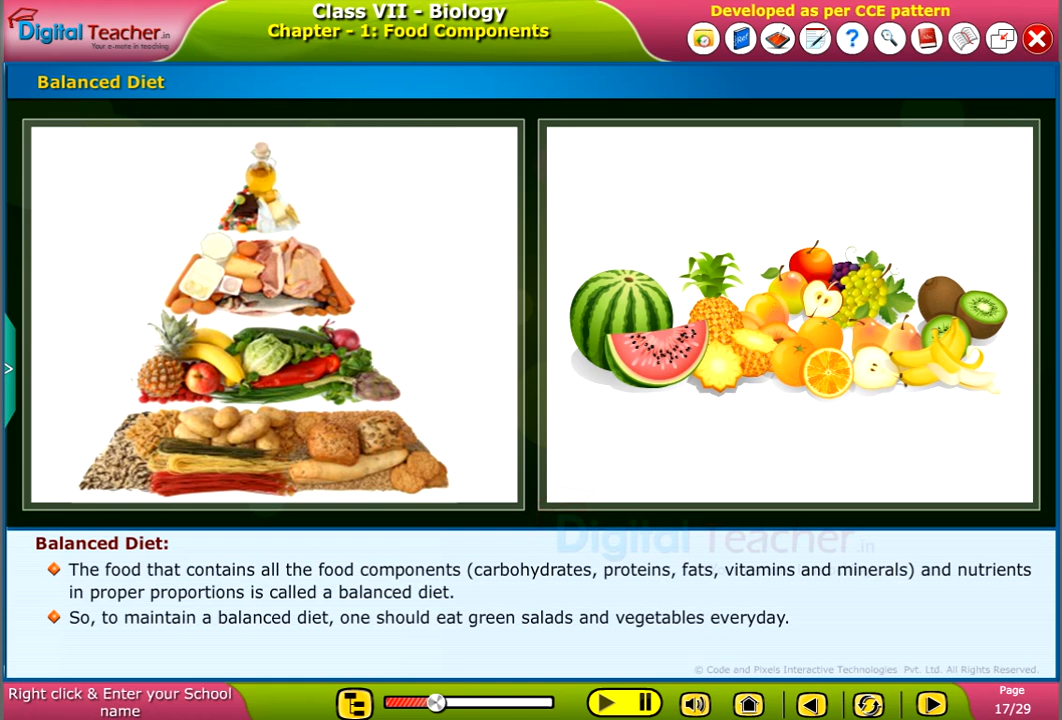 Digital Teacher.in
Your e-mate in teaching
Class VII - Biology
Chapter - 1: Food Components
Developed as per CCE pattern
Ref
?
Balanced Diet
>
Digital Teacher.in
Balanced Diet:
The food that contains all the food components (carbohydrates, proteins, fats, vitamins and minerals) and nutrients
in proper proportions is called a balanced diet.
So, to maintain a balanced diet, one should eat green salads and vegetables everyday.
© Code and Pixels Interactive Technologies Pvt. Ltd. All Rights Reserved.
Right click & Enter your School
name
Page
17/29